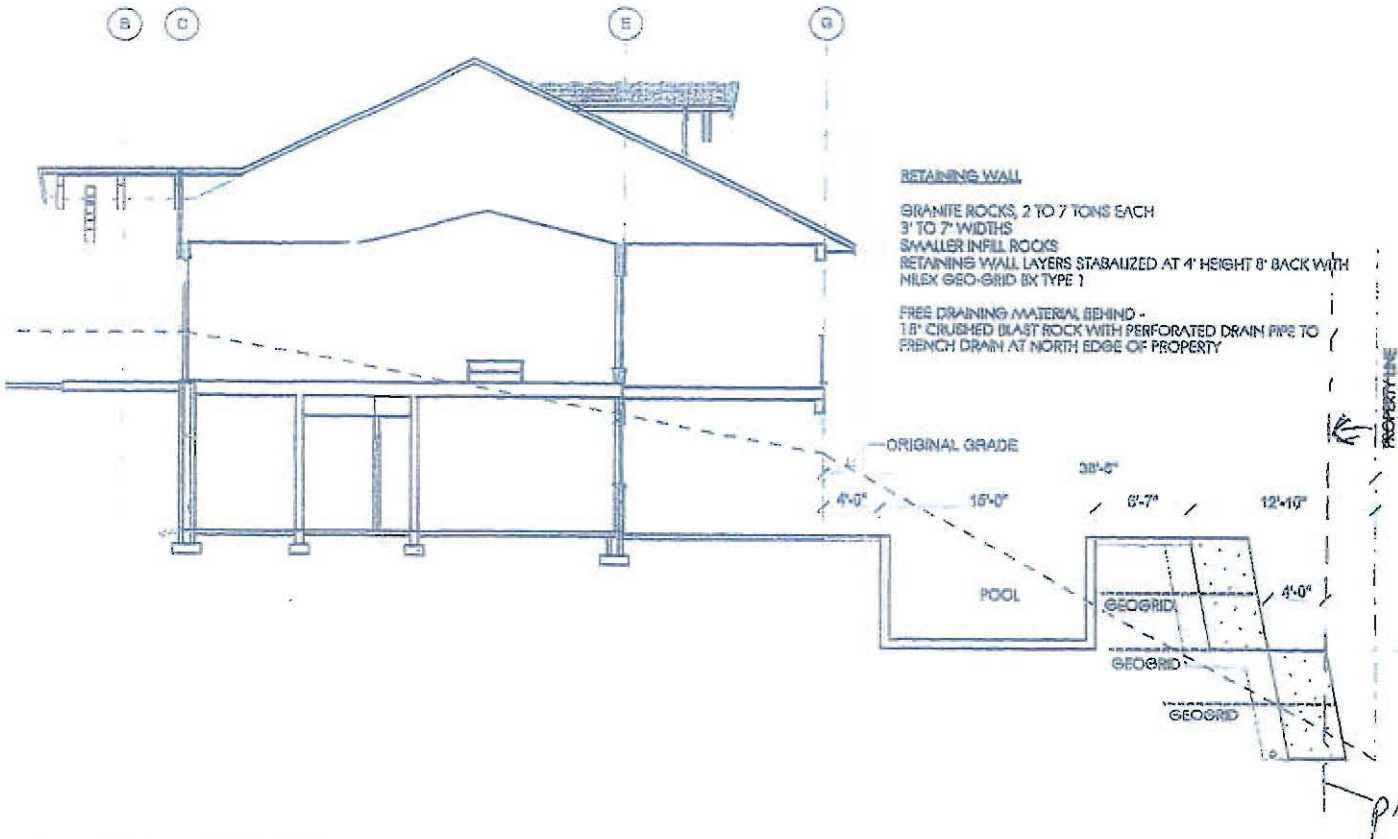 B C E G
RETAINING WALL
GRANITE ROCKS, 2 TO 7 TONS EACH
3' TO 7' WIDTHS
SMALLER INFILL ROCKS
RETAINING WALL LAYERS STABALIZED AT 4' HEIGHT 8' BACK WITH
NILEX GEO-GRID BX TYPE 1
FREE DRAINING MATERIAL BEHIND -
18" CRUSHED BLAST ROCK WITH PERFORATED DRAIN PIPE TO
FRENCH DRAIN AT NORTH EDGE OF PROPERTY
PROPERTY LINE
ORIGINAL GRADE
4'-0" 15'-0" 6'-7" 12'-10"
POOL
GEOGRID
4'-0"
GEOGRID
GEOGRID